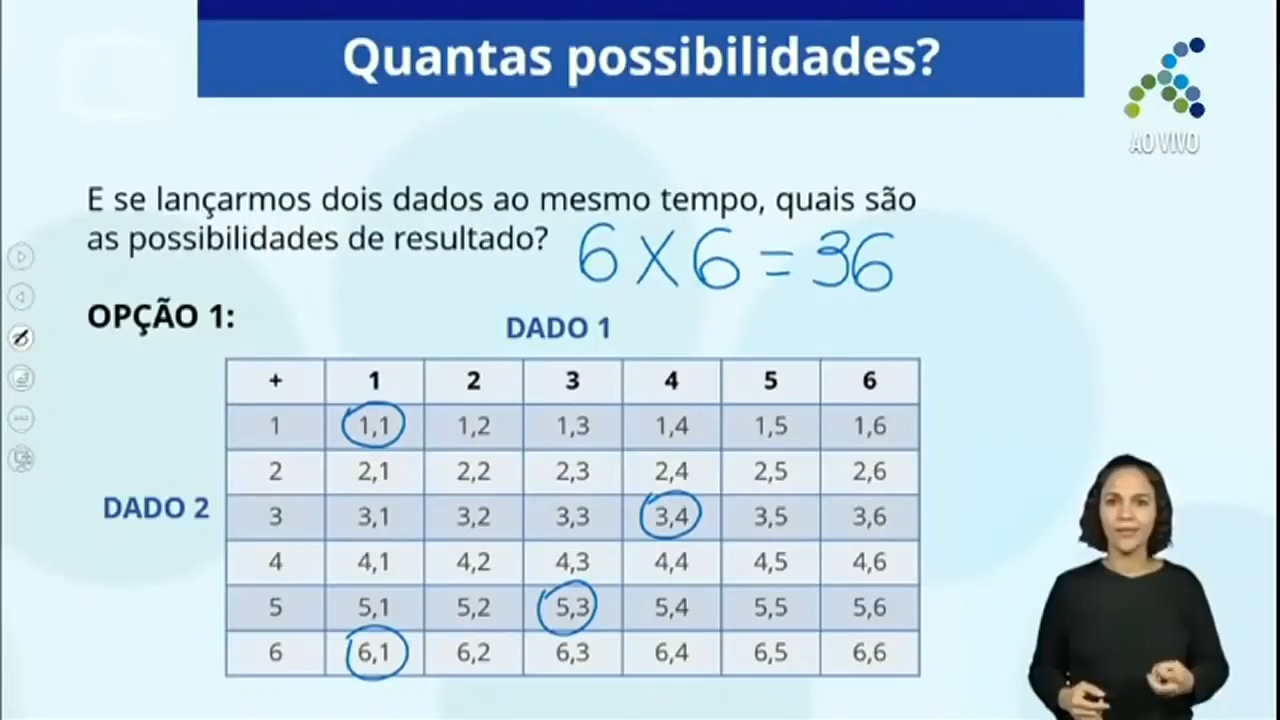 Quantas possibilidades?
AO VIVO
E se lançarmos dois dados ao mesmo tempo, quais são
as possibilidades de resultado?
6 X 6 = 36
OPÇÃO 1:
DADO 1
+ 1 2 3 4 5 6
1 1,1 1,2 1,3 1,4 1,5 1,6
2 2,1 2,2 2,3 2,4 2,5 2,6
DADO 2
3 3,1 3,2 3,3 3,4 3,5 3,6
4 4,1 4,2 4,3 4,4 4,5 4,6
5 5,1 5,2 5,3 5,4 5,5 5,6
6 6,1 6,2 6,3 6,4 6,5 6,6